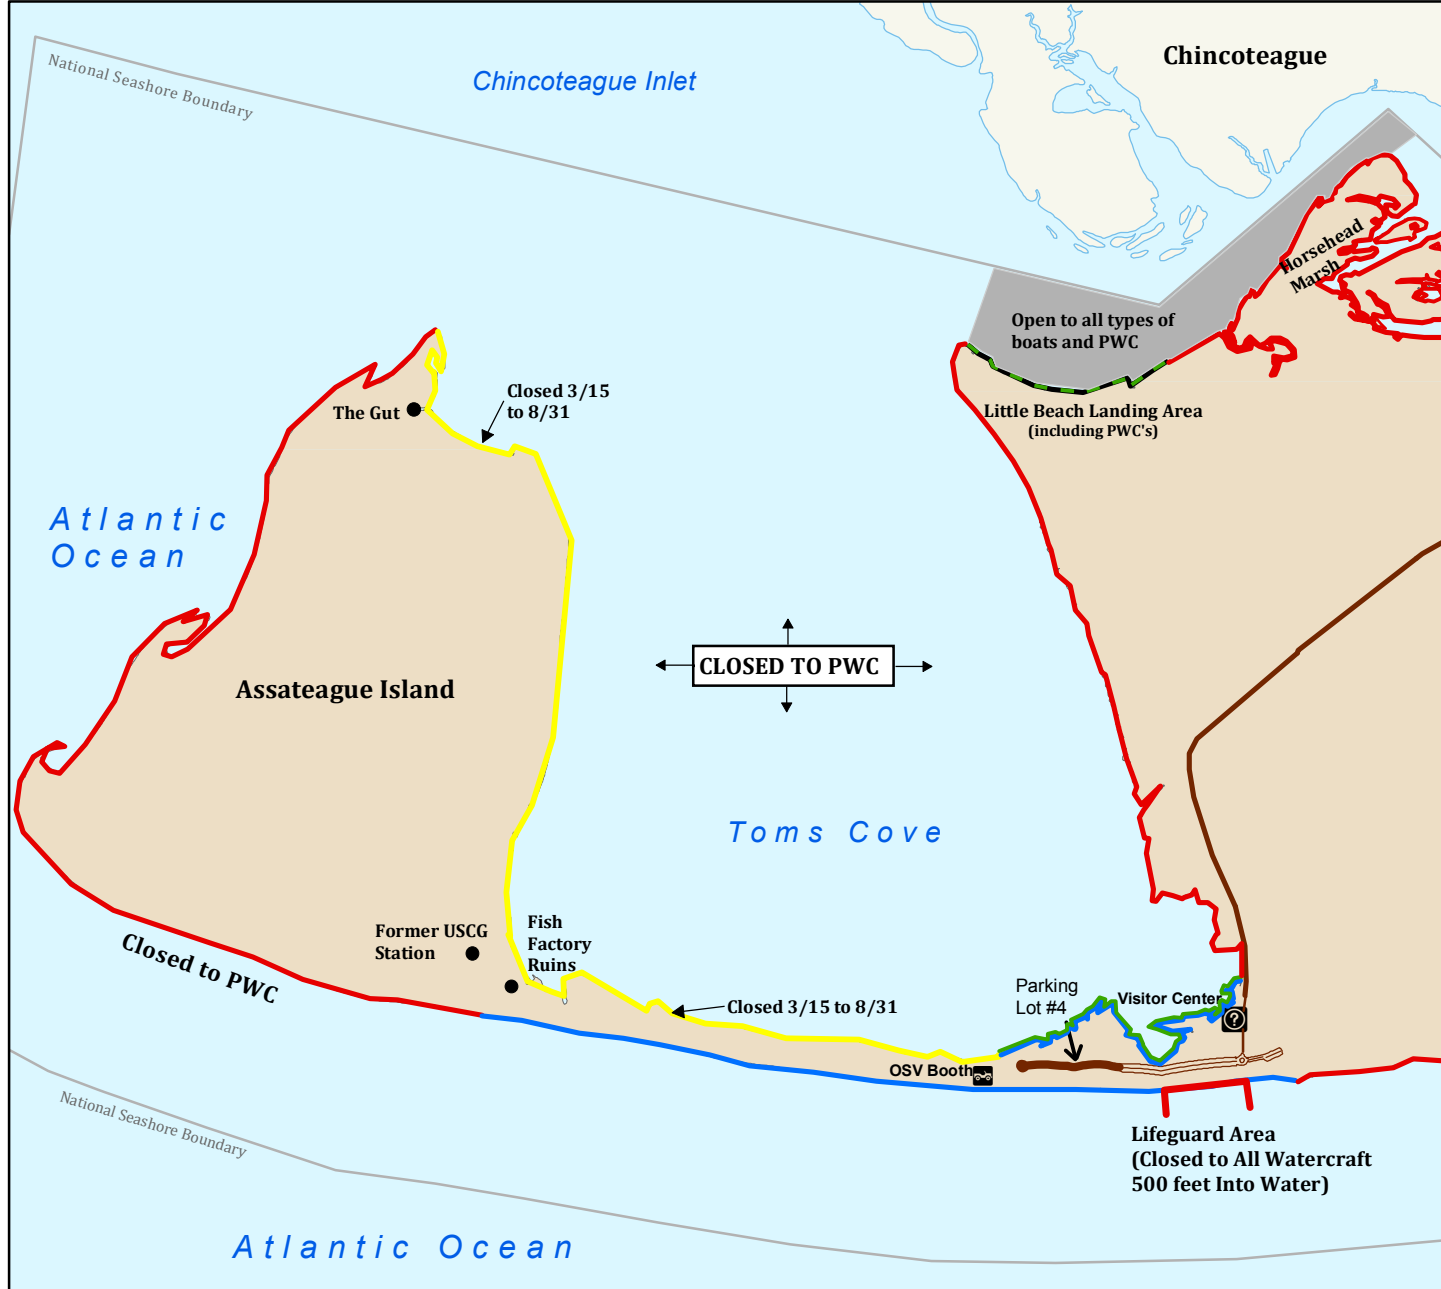 Chincoteague
National Seashore Boundary
Chincoteague Inlet
Horsehead
Marsh
Open to all types of
boats and PWC
Closed 3/15
to 8/31
The Gut
Little Beach Landing Area
(including PWC's)
Atlantic
Ocean
CLOSED TO PWC
Assateague Island
Toms Cove
Former USCG
Station
Fish
Factory
Ruins
Closed to PWC
Closed 3/15 to 8/31
Parking
Lot #4
Visitor Center
?
OSV Booth
National Seashore Boundary
Lifeguard Area
(Closed to All Watercraft
500 feet Into Water)
Atlantic Ocean